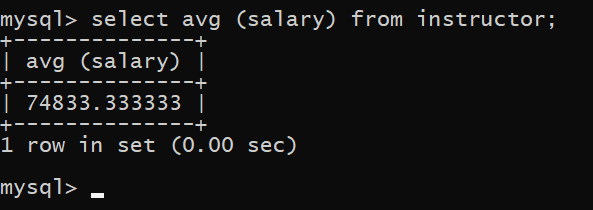 mysql> select avg (salary) from instructor;
+--------------+
| avg (salary) |
+--------------+
| 74833.333333 |
+--------------+
1 row in set (0.00 sec)
mysql>